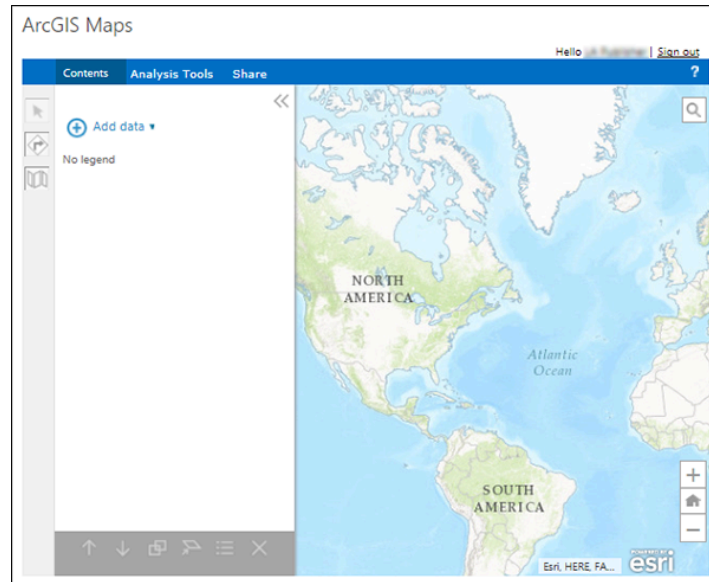 ArcGIS Maps
Hello | Sign out
Contents Analysis Tools Share ?
Add data
No legend
NORTH
AMERICA
Atlantic
Ocean
SOUTH
AMERICA
Esri, HERE, FA...
POWERED BY
esri